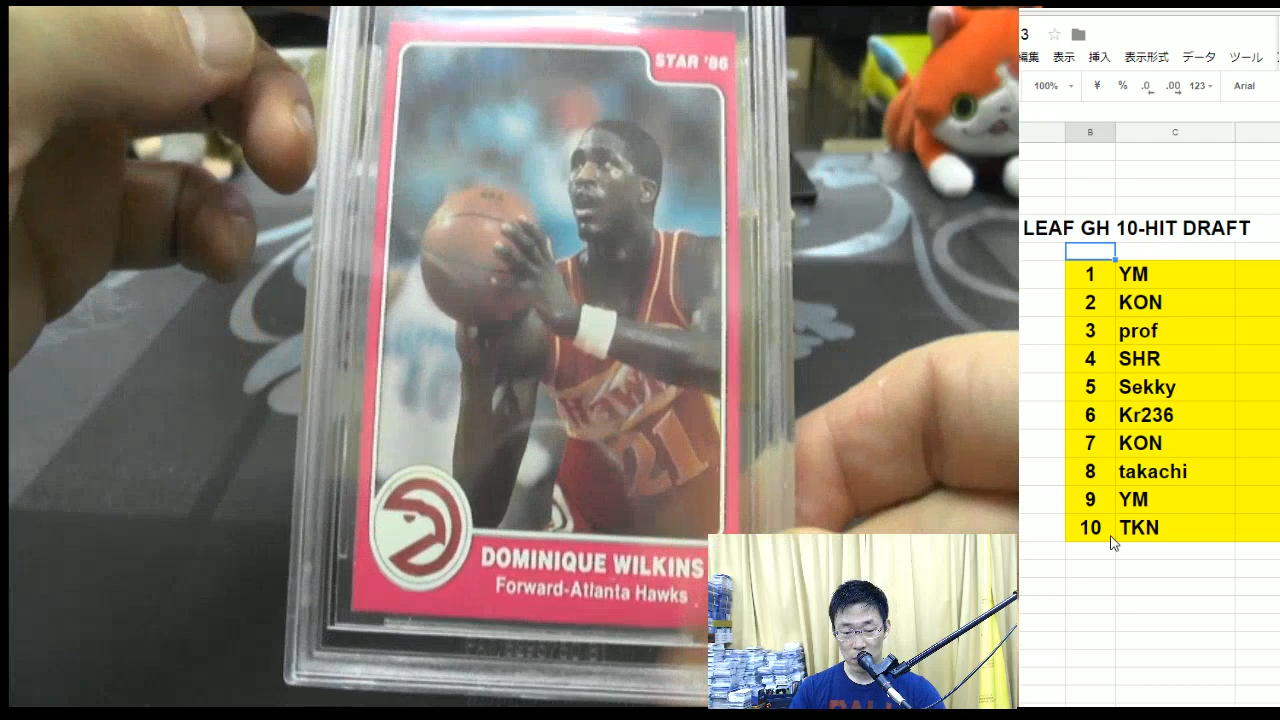 STAR '86
21
DOMINIQUE WILKINS
Forward-Atlanta Hawks
3
編集 表示 挿入 表示形式 データ ツール
100% ¥ % .0 .00 123 Arial
B C
LEAF GH 10-HIT DRAFT
1 YM
2 KON
3 prof
4 SHR
5 Sekky
6 Kr236
7 KON
8 takachi
9 YM
10 TKN